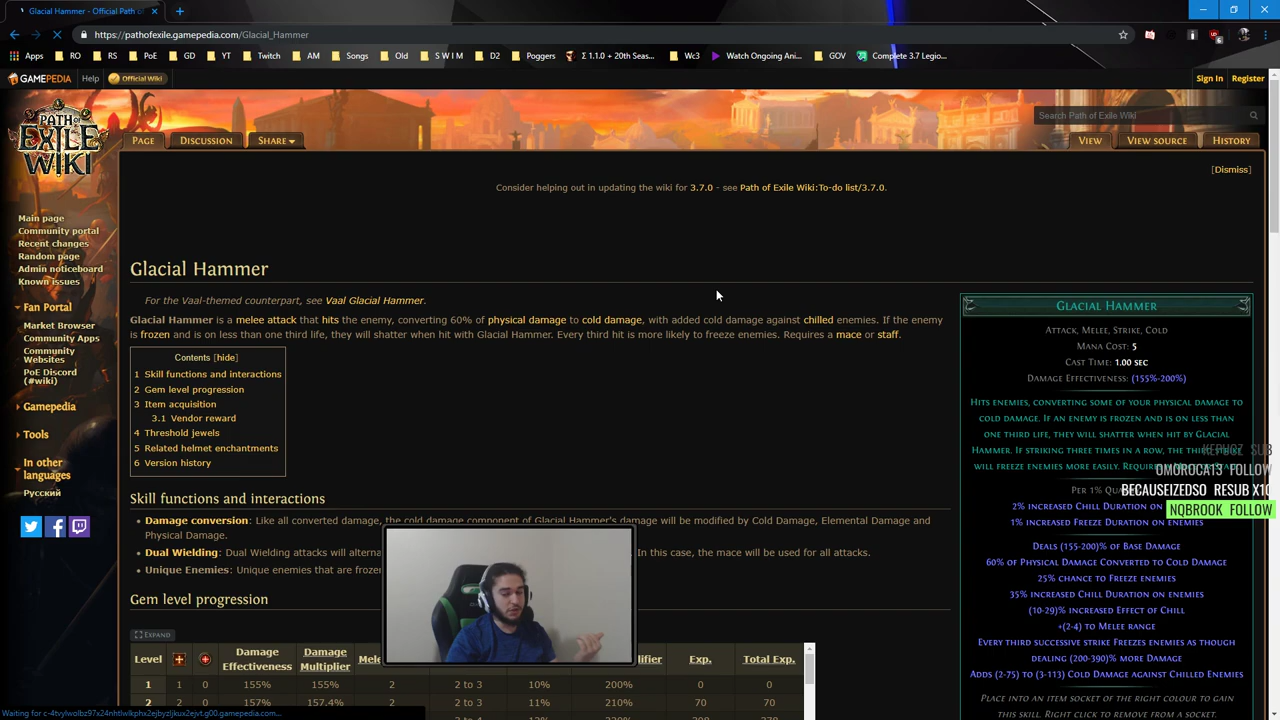 Glacial Hammer - Official Path of
https://pathofexile.gamepedia.com/Glacial_Hammer
Apps RO RS PoE GD YT Twitch AM Songs Old S W I M D2 Poggers Σ 1.1.0 + 20th Seas... Wc3 Watch Ongoing Ani... GOV Complete 3.7 Legio...
GAMEPEDIA Help Official Wiki Sign In Register
PATH OF EXILE WIKI
Search Path of Exile Wiki
PAGE DISCUSSION SHARE VIEW VIEW SOURCE HISTORY
[Dismiss]
Consider helping out in updating the wiki for 3.7.0 - see Path of Exile Wiki:To-do list/3.7.0.
Main page
Community portal
Recent changes
Random page
Admin noticeboard
Known issues
Fan Portal
Market Browser
Community Apps
Community
Websites
PoE Discord
(#wiki)
Gamepedia
Tools
In other
languages
Русский
Glacial Hammer
For the Vaal-themed counterpart, see Vaal Glacial Hammer.
Glacial Hammer is a melee attack that hits the enemy, converting 60% of physical damage to cold damage, with added cold damage against chilled enemies. If the enemy
is frozen and is on less than one third life, they will shatter when hit with Glacial Hammer. Every third hit is more likely to freeze enemies. Requires a mace or staff.
Contents [hide]
1 Skill functions and interactions
2 Gem level progression
3 Item acquisition
3.1 Vendor reward
4 Threshold jewels
5 Related helmet enchantments
6 Version history
Skill functions and interactions
• Damage conversion: Like all converted damage, the cold damage component of Glacial Hammer's damage will be modified by Cold Damage, Elemental Damage and
Physical Damage.
• Dual Wielding: Dual Wielding attacks will alterna In this case, the mace will be used for all attacks.
• Unique Enemies: Unique enemies that are froze
Gem level progression
EXPAND
Level Damage Effectiveness Damage Multiplier Mele ifier Exp. Total Exp.
1 1 0 155% 155% 2 2 to 3 10% 200% 0 0
2 1 0 157% 157.4% 2 2 to 3 11% 210% 70 70
GLACIAL HAMMER
ATTACK, MELEE, STRIKE, COLD
MANA COST: 5
CAST TIME: 1.00 SEC
DAMAGE EFFECTIVENESS: (155%-200%)
HITS ENEMIES, CONVERTING SOME OF YOUR PHYSICAL DAMAGE TO
COLD DAMAGE. IF AN ENEMY IS FROZEN AND IS ON LESS THAN
ONE THIRD LIFE, THEY WILL SHATTER WHEN HIT BY GLACIAL
HAMMER. IF STRIKING THREE TIMES IN A ROW, THE THIRD
WILL FREEZE ENEMIES MORE EASILY.
SUB
OMOROCAT3 FOLLOW
BECAUSEIZEDSO RESUB X10
NQBROOK FOLLOW
PER 1%
2% INCREASED CHILL DURATION ON
1% INCREASED FREEZE DURATION ON ENEMIES
DEALS (155-200)% OF BASE DAMAGE
60% OF PHYSICAL DAMAGE CONVERTED TO COLD DAMAGE
25% CHANCE TO FREEZE ENEMIES
35% INCREASED CHILL DURATION ON ENEMIES
(10-29)% INCREASED EFFECT OF CHILL
+(2-4) TO MELEE RANGE
EVERY THIRD SUCCESSIVE STRIKE FREEZES ENEMIES AS THOUGH
DEALING (200-390)% MORE DAMAGE
ADDS (2-75) TO (3-113) COLD DAMAGE AGAINST CHILLED ENEMIES
PLACE INTO AN ITEM SOCKET OF THE RIGHT COLOUR TO GAIN
THIS SKILL. RIGHT CLICK TO REMOVE FROM A SOCKET.